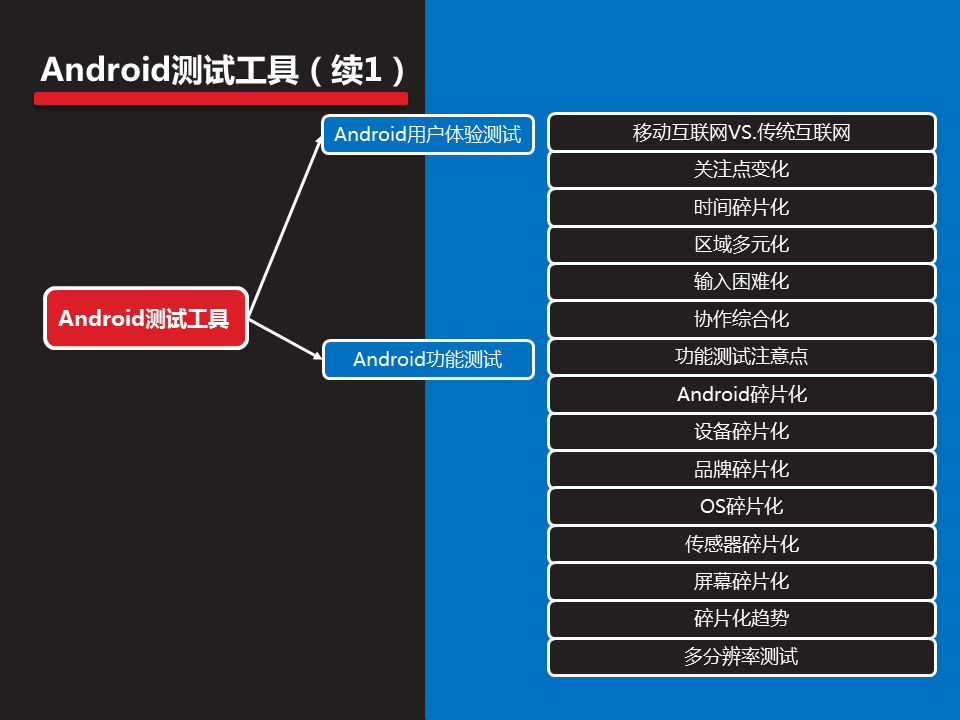 Android测试工具（续1）
Android用户体验测试
移动互联网VS.传统互联网
关注点变化
时间碎片化
区域多元化
输入困难化
协作综合化
Android测试工具
Android功能测试
功能测试注意点
Android碎片化
设备碎片化
品牌碎片化
OS碎片化
传感器碎片化
屏幕碎片化
碎片化趋势
多分辨率测试